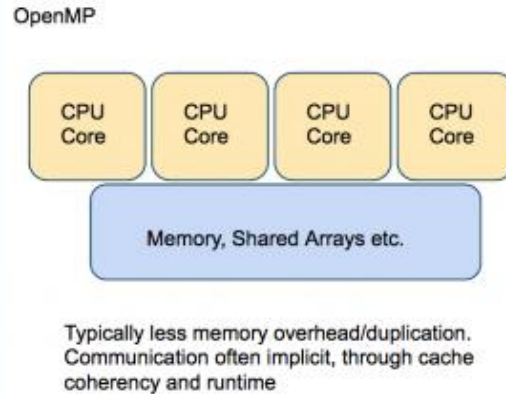 OpenMP
CPU
Core
CPU
Core
CPU
Core
CPU
Core
Memory, Shared Arrays etc.
Typically less memory overhead/duplication.
Communication often implicit, through cache
coherency and runtime